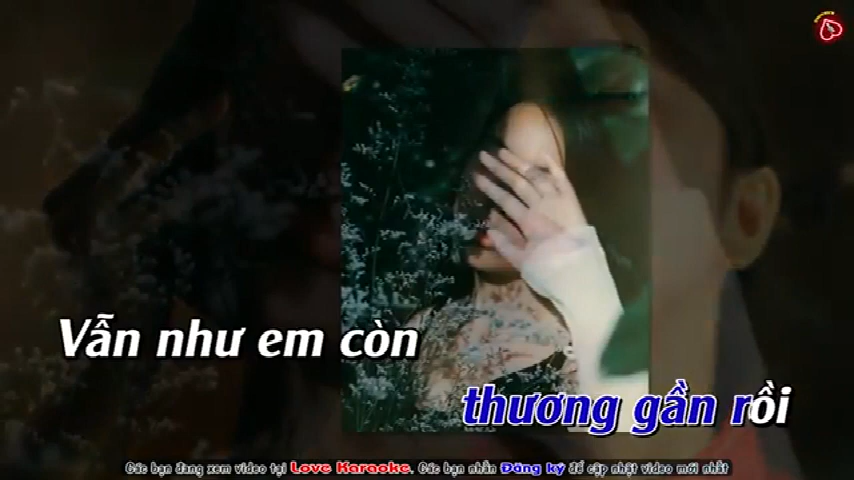 Vẫn như em còn
thương gần rồi
Các bạn đang xem video tại Love Karaoke. Các bạn nhấn Đăng ký để cập nhật video mới nhất